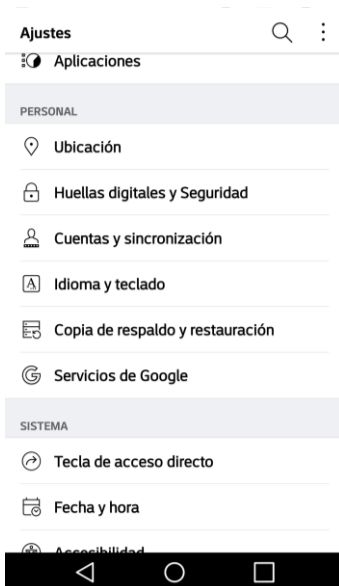 Ajustes
Aplicaciones
PERSONAL
Ubicación
Huellas digitales y Seguridad
Cuentas y sincronización
Idioma y teclado
Copia de respaldo y restauración
Servicios de Google
SISTEMA
Tecla de acceso directo
Fecha y hora
Accesibilidad